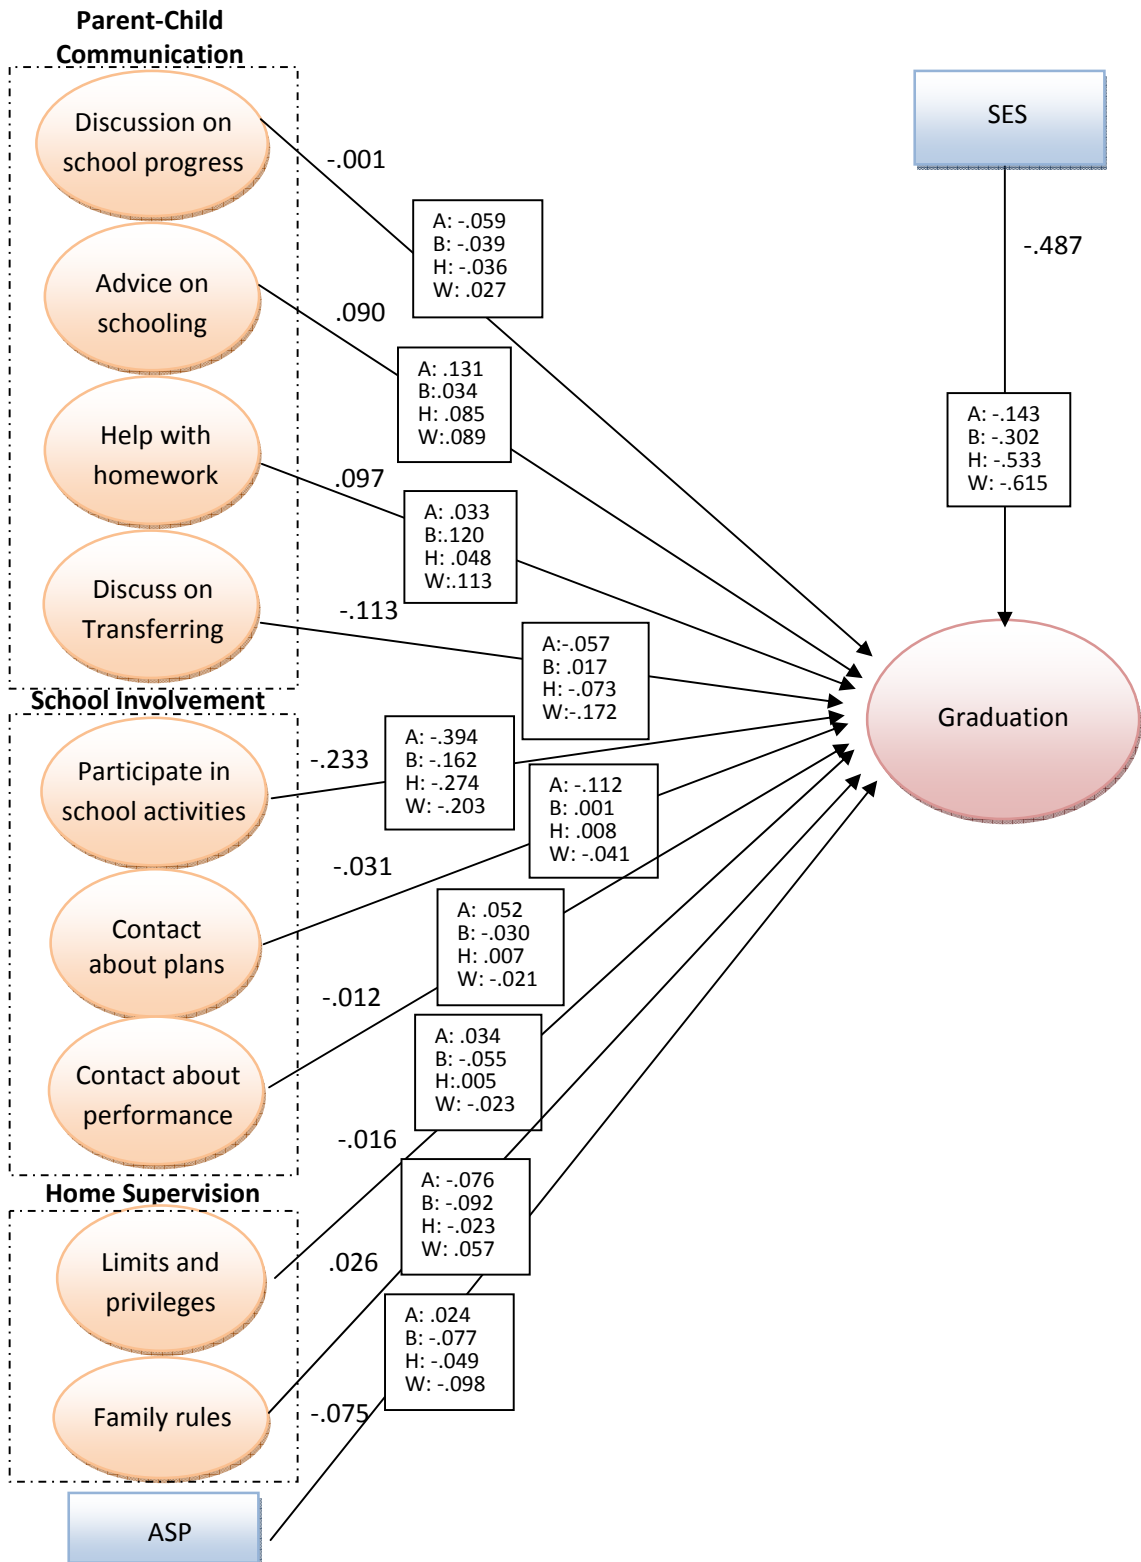 Parent-Child
Communication
Discussion on
school progress
-.001
A: -.059
B: -.039
H: -.036
W: .027
SES
-.487
A: -.143
B: -.302
H: -.533
W: -.615
Advice on
schooling
.090
A: .131
B:.034
H: .085
W:.089
Help with
homework
.097
A: .033
B:.120
H: .048
W:.113
Discuss on
Transferring
-.113
A:-.057
B: .017
H: -.073
W:-.172
Graduation
School Involvement
Participate in
school activities
-.233
A: -.394
B: -.162
H: -.274
W: -.203
Contact
about plans
-.031
A: -.112
B: .001
H: .008
W: -.041
Contact about
performance
-.012
A: .052
B: -.030
H: .007
W: -.021
Home Supervision
Limits and
privileges
-.016
A: .034
B: -.055
H:.005
W: -.023
Family rules
.026
A: -.076
B: -.092
H: -.023
W: .057
ASP
-.075
A: .024
B: -.077
H: -.049
W: -.098